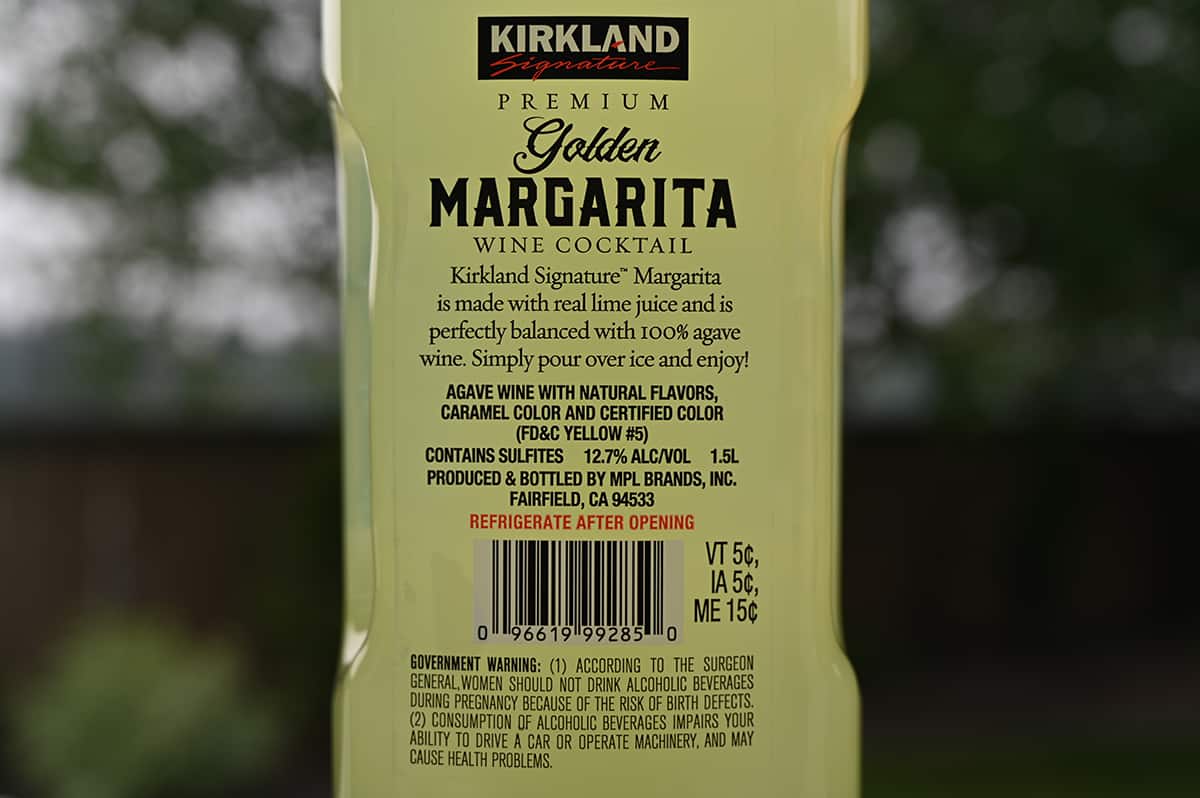 KIRKLAND
Signature
PREMIUM
Golden
MARGARITA
WINE COCKTAIL
Kirkland Signature™ Margarita
is made with real lime juice and is
perfectly balanced with 100% agave
wine. Simply pour over ice and enjoy!
AGAVE WINE WITH NATURAL FLAVORS,
CARAMEL COLOR AND CERTIFIED COLOR
(FD&C YELLOW #5)
CONTAINS SULFITES 12.7% ALC/VOL 1.5L
PRODUCED & BOTTLED BY MPL BRANDS, INC.
FAIRFIELD, CA 94533
REFRIGERATE AFTER OPENING
VT 5¢,
IA 5¢,
ME 15¢
0 96619 99285 0
GOVERNMENT WARNING: (1) ACCORDING TO THE SURGEON
GENERAL,WOMEN SHOULD NOT DRINK ALCOHOLIC BEVERAGES
DURING PREGNANCY BECAUSE OF THE RISK OF BIRTH DEFECTS.
(2) CONSUMPTION OF ALCOHOLIC BEVERAGES IMPAIRS YOUR
ABILITY TO DRIVE A CAR OR OPERATE MACHINERY, AND MAY
CAUSE HEALTH PROBLEMS.